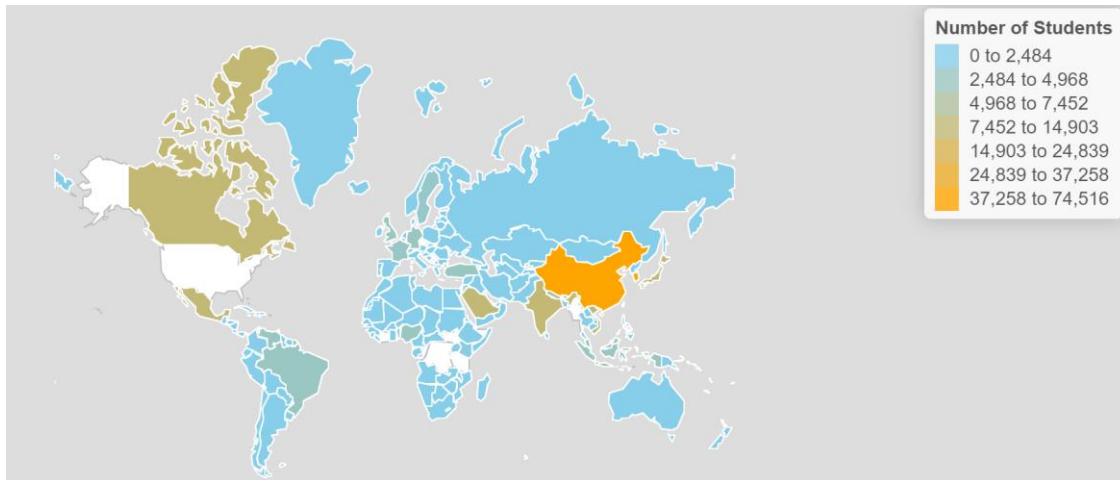 Number of Students
0 to 2,484
2,484 to 4,968
4,968 to 7,452
7,452 to 14,903
14,903 to 24,839
24,839 to 37,258
37,258 to 74,516